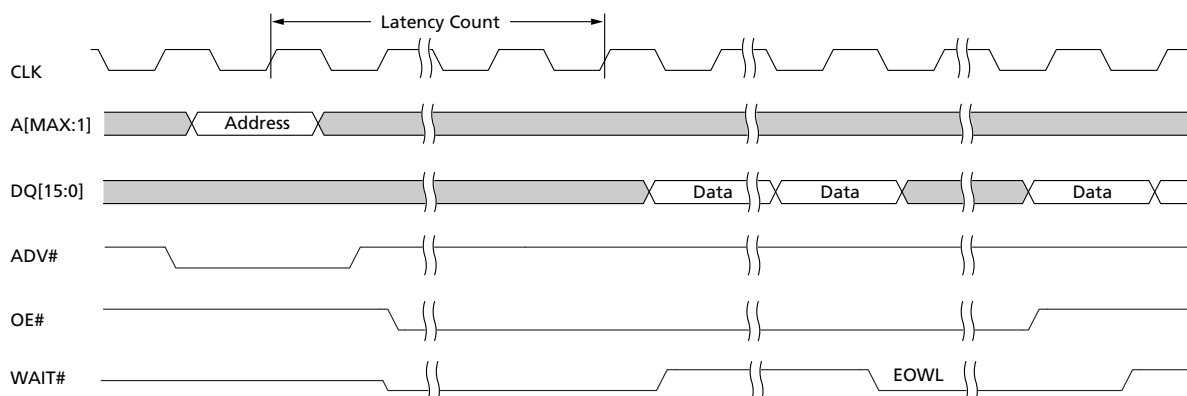 Latency Count
CLK
A[MAX:1] Address
DQ[15:0] Data Data Data
ADV#
OE#
WAIT# EOWL